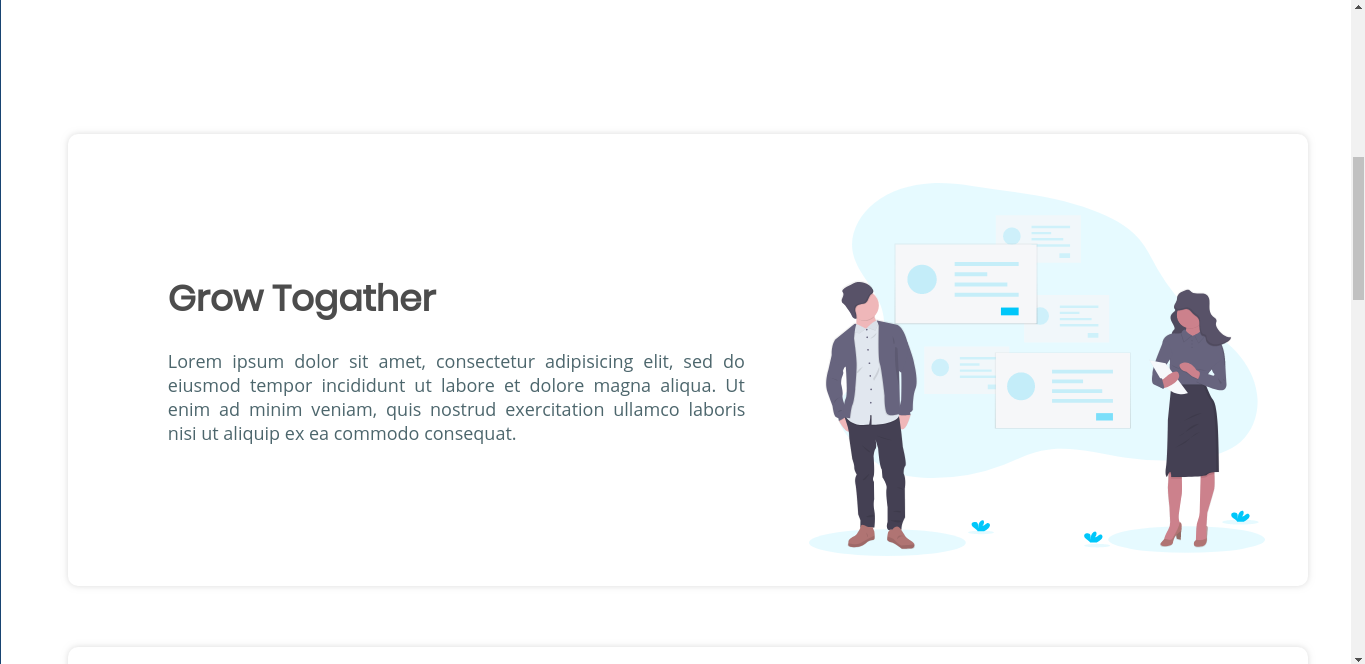 Grow Togather
Lorem ipsum dolor sit amet, consectetur adipisicing elit, sed do
eiusmod tempor incididunt ut labore et dolore magna aliqua. Ut
enim ad minim veniam, quis nostrud exercitation ullamco laboris
nisi ut aliquip ex ea commodo consequat.